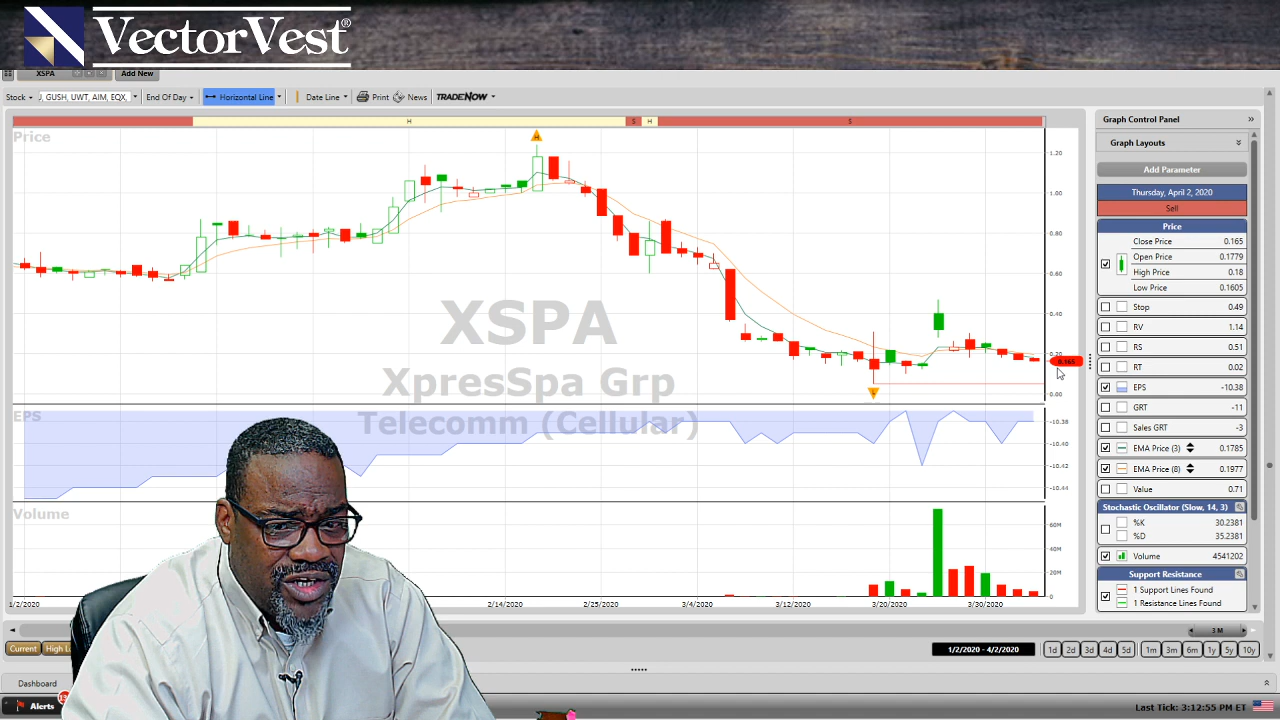 VectorVest®
XSPA
Add New
Stock
J, GUSH, UWT, AIM, EQX,
End Of Day
Horizontal Line
Date Line
Print
News
TRADENOW
H
S
H
S
Price
H
1.20
1.00
0.80
0.60
0.40
0.20
0.165
0.00
XSPA
XpresSpa Grp
Telecomm (Cellular)
EPS
-10.38
-10.40
-10.42
-10.44
Volume
60M
40M
20M
1/2/2020
2/14/2020
2/25/2020
3/4/2020
3/12/2020
3/20/2020
3/30/2020
3 M
Current
High L
1/2/2020 - 4/2/2020
1d 2d 3d 4d 5d 1m 3m 6m 1y 5y 10y
Graph Control Panel
Graph Layouts
Add Parameter
Thursday, April 2, 2020
Sell
Price
Close Price 0.165
Open Price 0.1779
High Price 0.18
Low Price 0.1605
Stop 0.49
RV 1.14
RS 0.51
RT 0.02
EPS -10.38
GRT -11
Sales GRT -3
EMA Price (3) 0.1785
EMA Price (8) 0.1977
Value 0.71
Stochastic Oscillator (Slow, 14, 3)
%K 30.2381
%D 35.2381
Volume 4541202
Support Resistance
1 Support Lines Found
1 Resistance Lines Found
Dashboard
Alerts
Last Tick: 3:12:55 PM ET